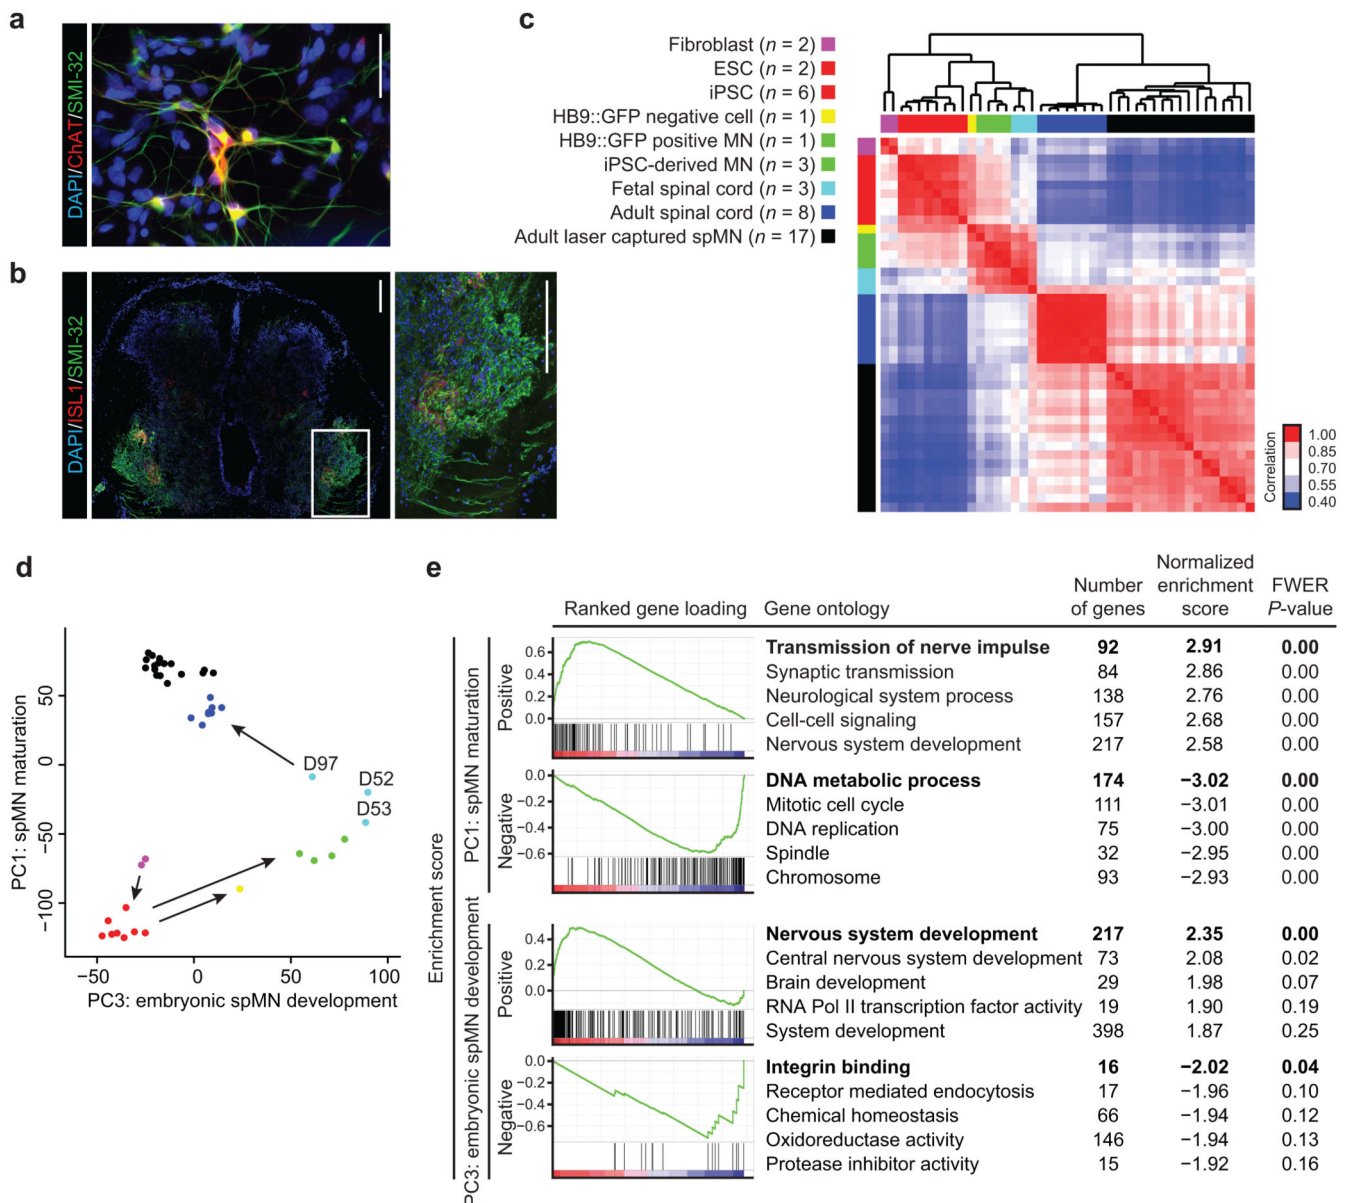 a
DAPI/ChAT/SMI-32
b
DAPI/ISL1/SMI-32
c
Fibroblast (n = 2)
ESC (n = 2)
iPSC (n = 6)
HB9::GFP negative cell (n = 1)
HB9::GFP positive MN (n = 1)
iPSC-derived MN (n = 3)
Fetal spinal cord (n = 3)
Adult spinal cord (n = 8)
Adult laser captured spMN (n = 17)
Correlation
1.00
0.85
0.70
0.55
0.40
d
PC1: spMN maturation
50
0
−50
−100
D97
D52
D53
−50 0 50 100
PC3: embryonic spMN development
e
Ranked gene loading Gene ontology Number of genes Normalized enrichment score FWER P-value
Enrichment score
PC1: spMN maturation
Positive
0.6
0.4
0.2
0.0
Transmission of nerve impulse 92 2.91 0.00
Synaptic transmission 84 2.86 0.00
Neurological system process 138 2.76 0.00
Cell-cell signaling 157 2.68 0.00
Nervous system development 217 2.58 0.00
Negative
0.0
−0.2
−0.4
−0.6
DNA metabolic process 174 −3.02 0.00
Mitotic cell cycle 111 −3.01 0.00
DNA replication 75 −3.00 0.00
Spindle 32 −2.95 0.00
Chromosome 93 −2.93 0.00
PC3: embryonic spMN development
Positive
0.4
0.2
0.0
Nervous system development 217 2.35 0.00
Central nervous system development 73 2.08 0.02
Brain development 29 1.98 0.07
RNA Pol II transcription factor activity 19 1.90 0.19
System development 398 1.87 0.25
Negative
0.0
−0.2
−0.4
−0.6
Integrin binding 16 −2.02 0.04
Receptor mediated endocytosis 17 −1.96 0.10
Chemical homeostasis 66 −1.94 0.12
Oxidoreductase activity 146 −1.94 0.13
Protease inhibitor activity 15 −1.92 0.16